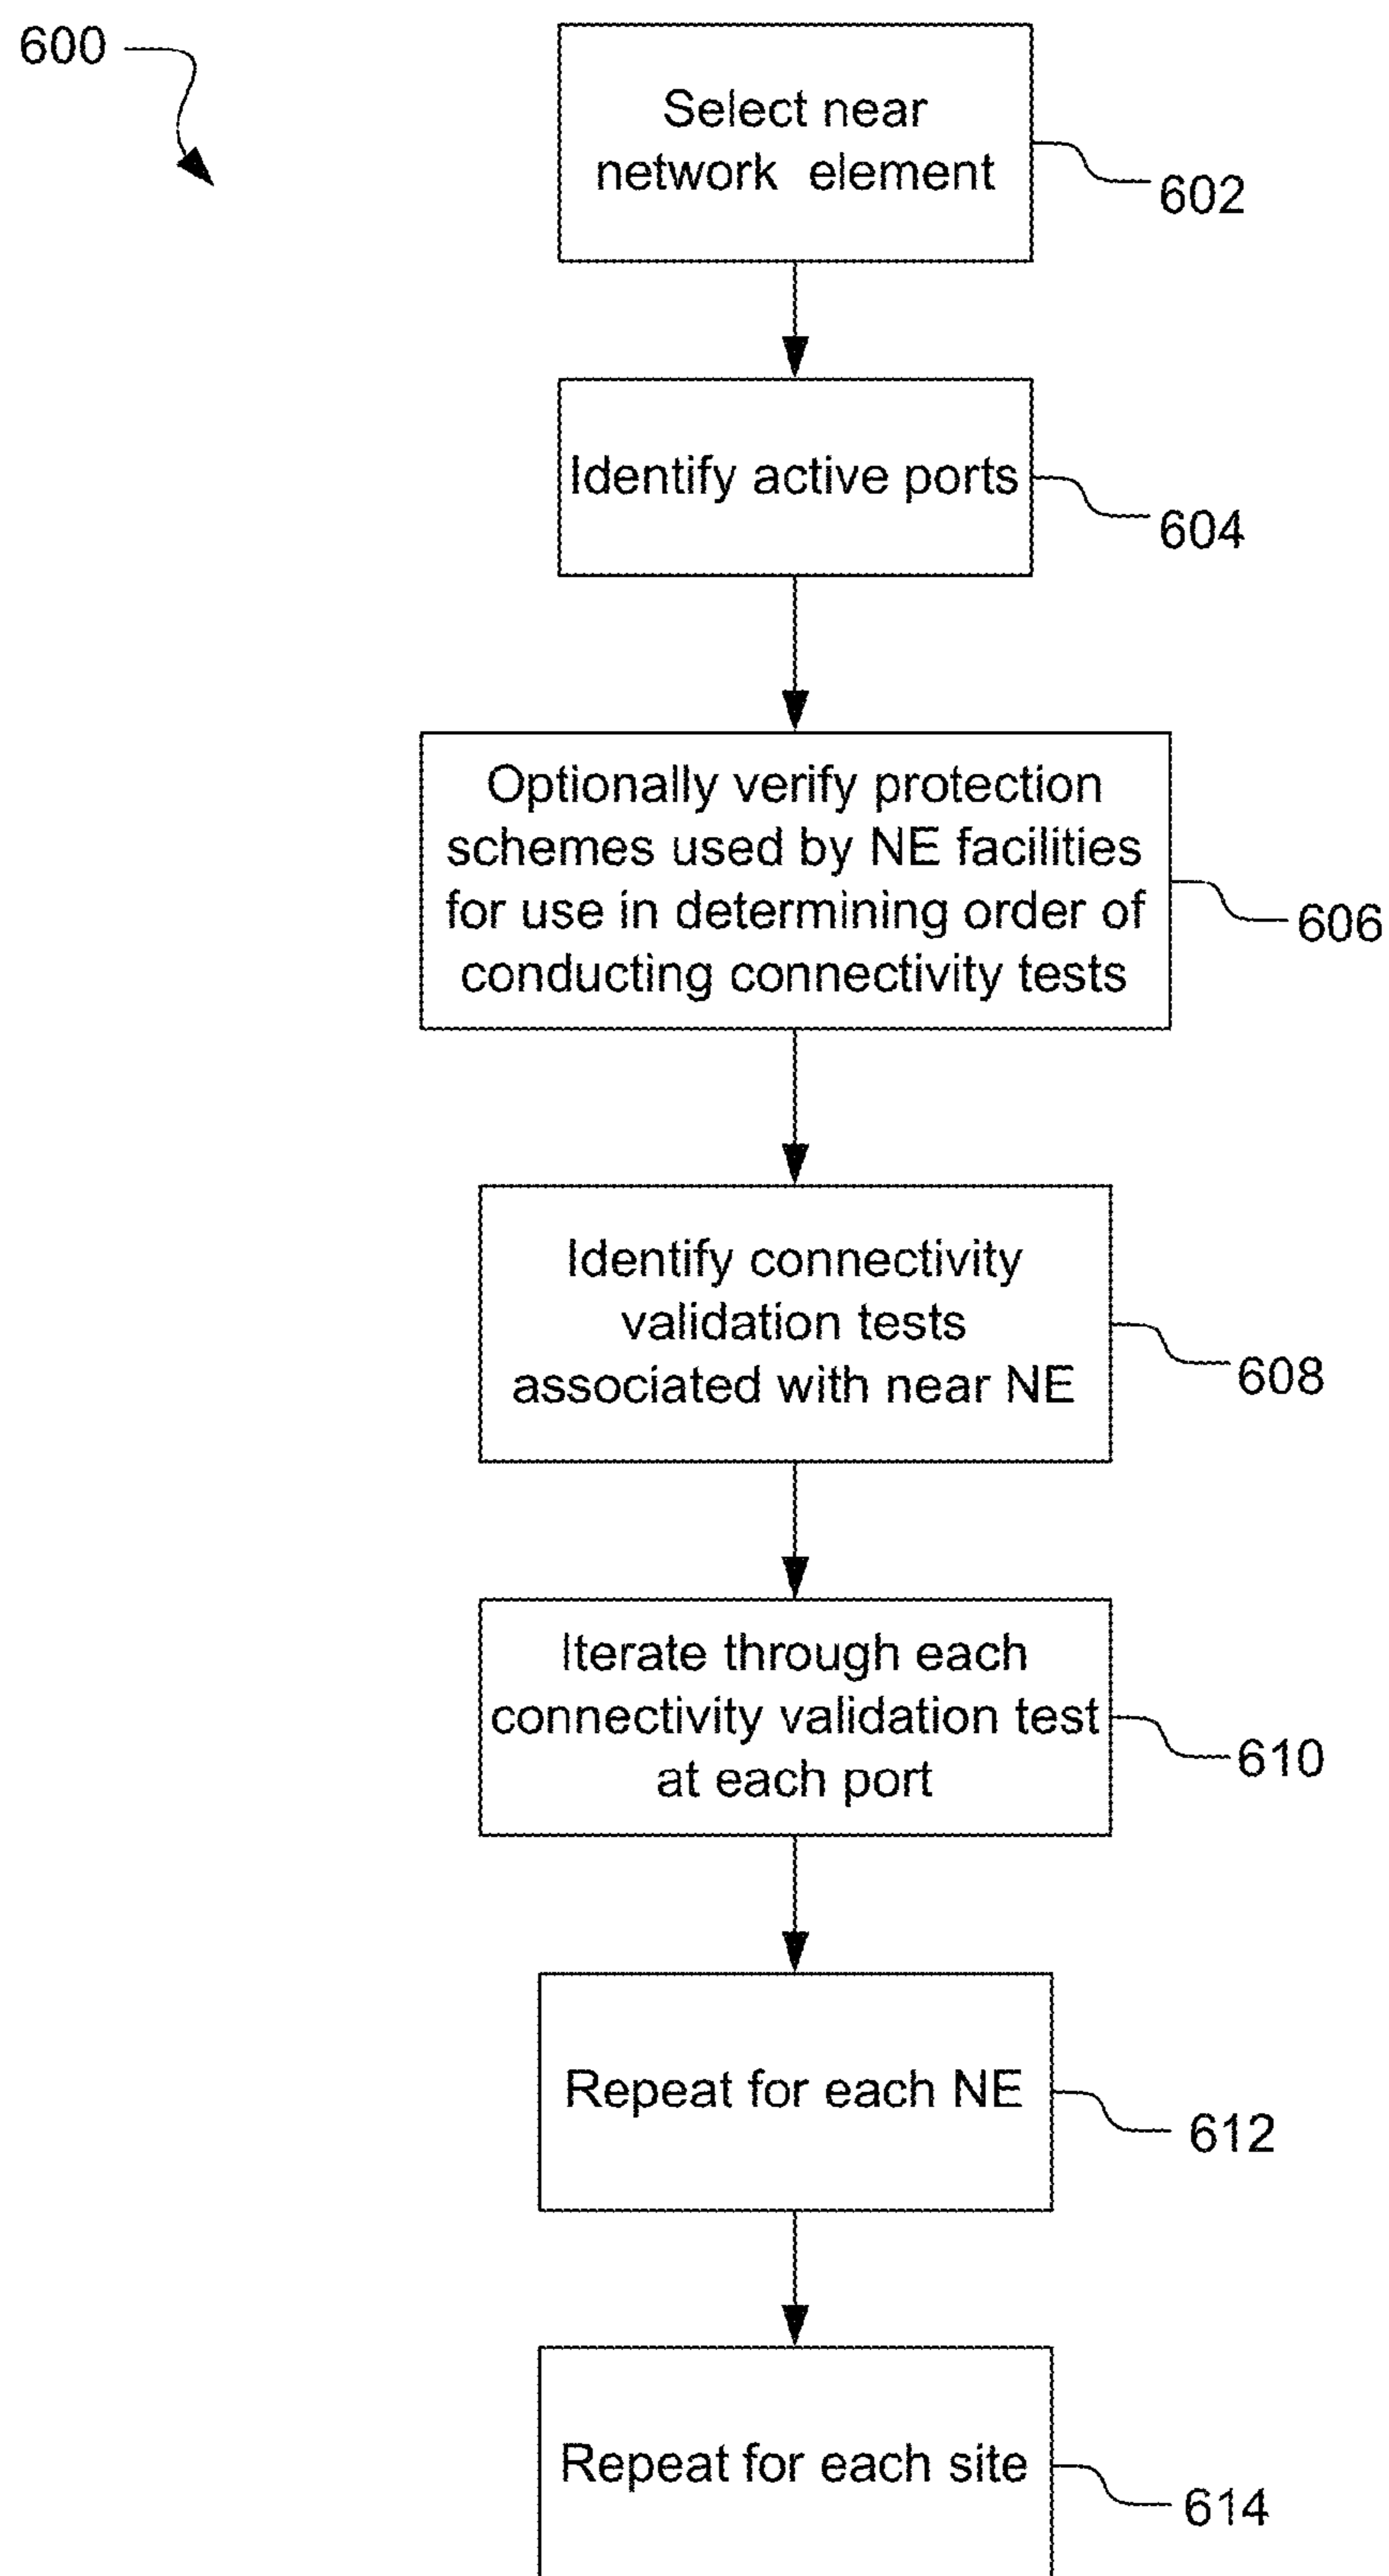 600
Select near
network element
602
Identify active ports
604
Optionally verify protection
schemes used by NE facilities
for use in determining order of
conducting connectivity tests
606
Identify connectivity
validation tests
associated with near NE
608
Iterate through each
connectivity validation test
at each port
610
Repeat for each NE
612
Repeat for each site
614